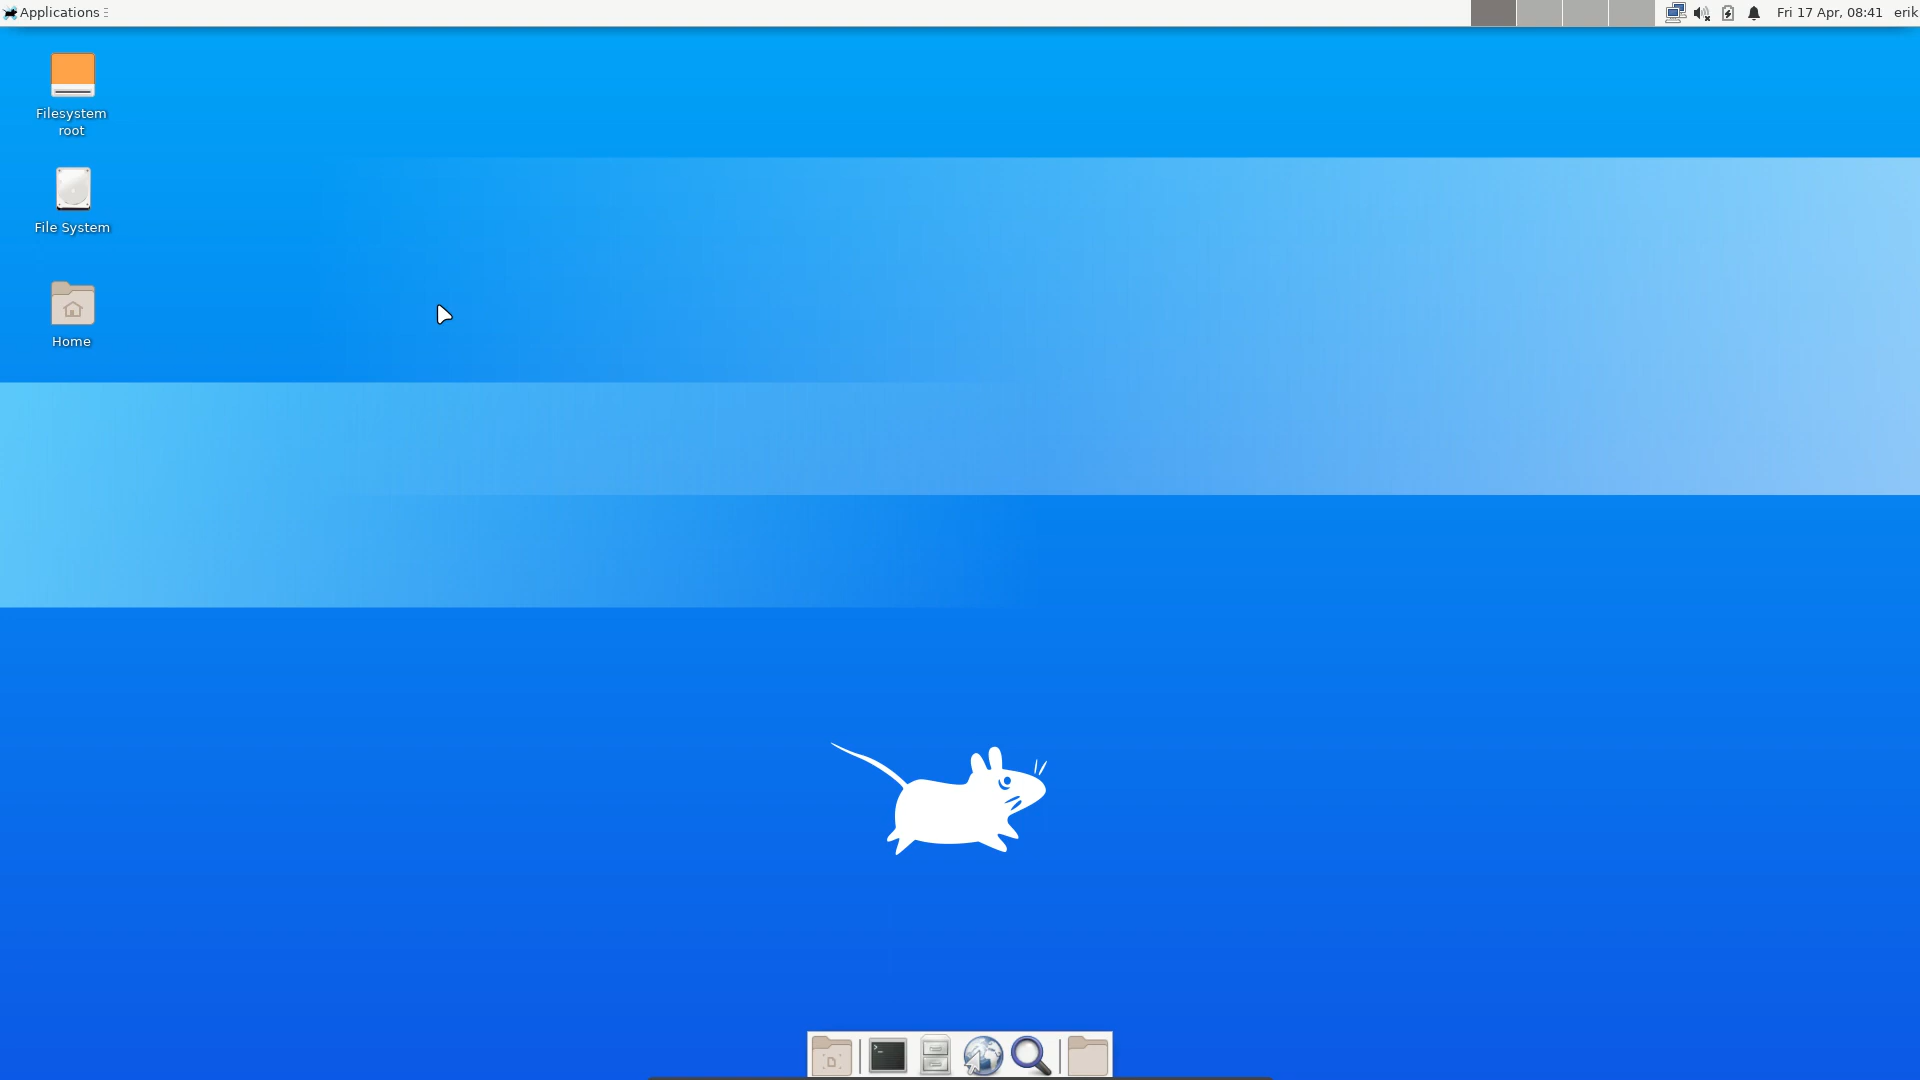 Applications
Fri 17 Apr, 08:41 erik
Filesystem
root
File System
Home